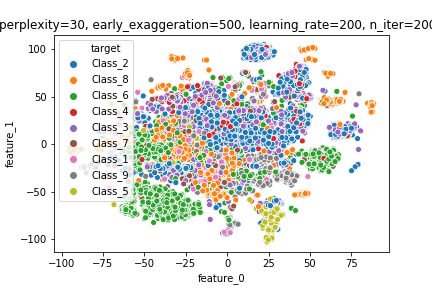 perplexity=30, early_exaggeration=500, learning_rate=200, n_iter=200
target
Class_2
Class_8
Class_6
Class_4
Class_3
Class_7
Class_1
Class_9
Class_5
100
50
0
−50
−100
feature_1
−100 −75 −50 −25 0 25 50 75
feature_0